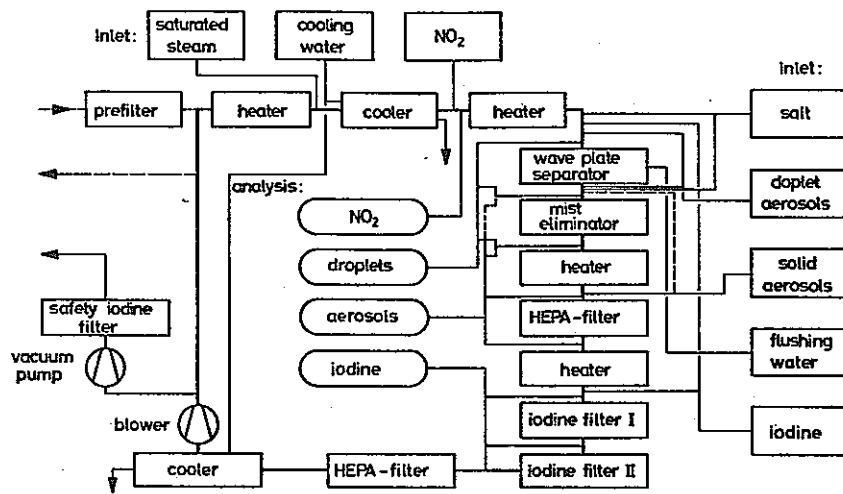 Inlet:
saturated
steam
cooling
water
NO₂
Inlet:
prefilter
heater
cooler
heater
salt
wave plate
separator
analysis:
doplet
aerosols
NO₂
mist
eliminator
droplets
heater
solid
aerosols
safety iodine
filter
aerosols
HEPA-filter
flushing
water
vacuum
pump
iodine
heater
blower
iodine filter I
iodine
cooler
HEPA-filter
iodine filter II